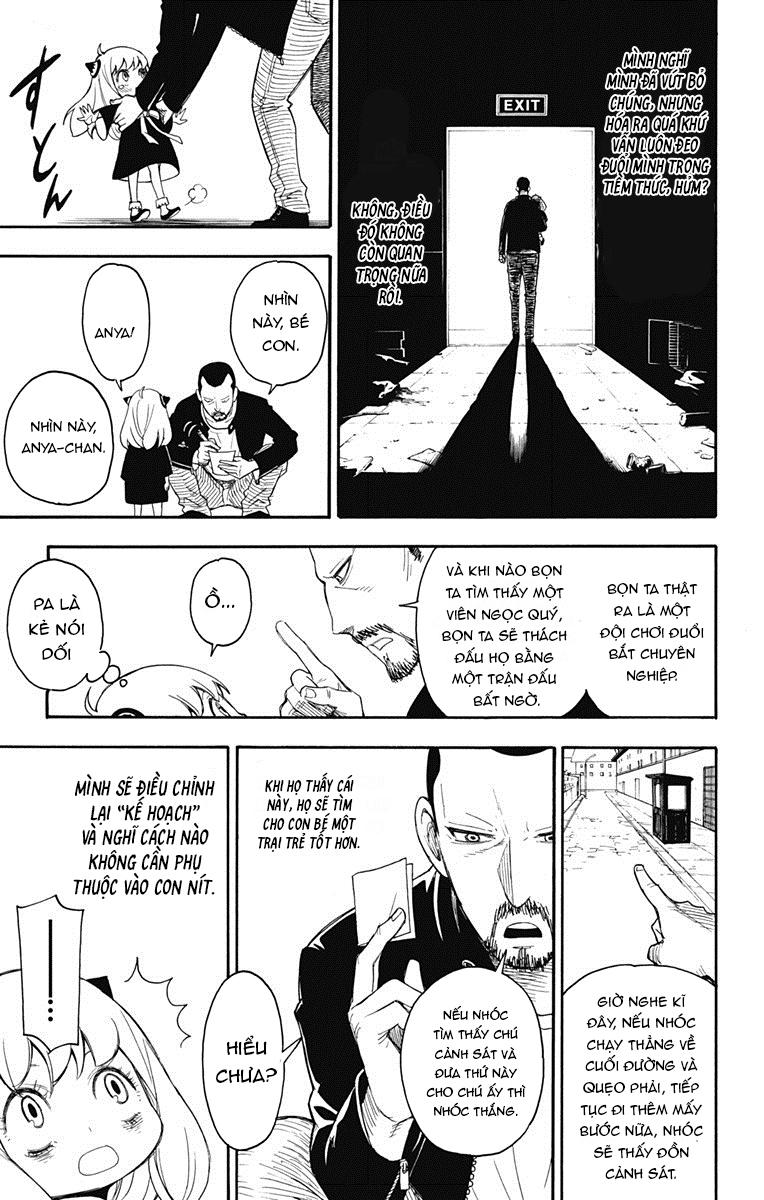 MÌNH NGHĨ
MÌNH ĐÃ VỨT BỎ
CHÚNG, NHƯNG
HÓA RA QUÁ KHỨ
VẪN LUÔN ĐEO
ĐUỔI MÌNH TRONG
TIỀM THỨC, HỪM?
EXIT
KHÔNG, ĐIỀU
ĐÓ KHÔNG
CÒN QUAN
TRỌNG NỮA
RỒI.
すとん
NHÌN
NÀY, BÉ
CON.
ANYA!
NHÌN NÀY,
ANYA-CHAN.
BỌN TA THẬT
RA LÀ MỘT
ĐỘI CHƠI ĐUỔI
BẮT CHUYÊN
NGHIỆP.
VÀ KHI NÀO BỌN
TA TÌM THẤY MỘT
VIÊN NGỌC QUÝ,
BỌN TA SẼ THÁCH
ĐẤU HỌ BẰNG
MỘT TRẬN ĐẤU
BẤT NGỜ.
Ồ...
PA LÀ
KẺ NÓI
DỐI
GIỜ NGHE KĨ
ĐÂY, NẾU NHÓC
CHẠY THẲNG VỀ
CUỐI ĐƯỜNG VÀ
QUẸO PHẢI, TIẾP
TỤC ĐI THÊM MẤY
BƯỚC NỮA, NHÓC
SẼ THẤY ĐỒN
CẢNH SÁT.
KHI HỌ THẤY CÁI
NÀY, HỌ SẼ TÌM
CHO CON BÉ MỘT
TRẠI TRẺ TỐT HƠN.
NẾU NHÓC
TÌM THẤY CHÚ
CẢNH SÁT VÀ
ĐƯA THỨ NÀY
CHO CHÚ ẤY THÌ
NHÓC THẮNG.
HIỂU
CHƯA?
MÌNH SẼ ĐIỀU CHỈNH
LẠI "KẾ HOẠCH"
VÀ NGHĨ CÁCH NÀO
KHÔNG CẦN PHỤ
THUỘC VÀO CON NÍT.